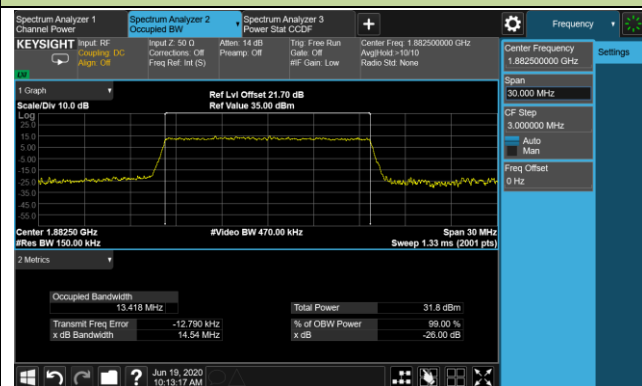 Spectrum Analyzer 1
Channel Power
Spectrum Analyzer 2
Occupied BW
Spectrum Analyzer 3
Power Stat CCDF
+
Frequency
KEYSIGHT
Input: RF
Coupling: DC
Align: Off
Input Z: 50 Ω
Corrections: Off
Freq Ref: Int (S)
Atten: 14 dB
Preamp: Off
Trig: Free Run
Gate: Off
#IF Gain: Low
Center Freq: 1.882500000 GHz
Avg|Hold:>10/10
Radio Std: None
LXI
Center Frequency
1.882500000 GHz
Settings
Span
30.000 MHz
CF Step
3.000000 MHz
Auto
Man
Freq Offset
0 Hz
1 Graph
Scale/Div 10.0 dB
Ref Lvl Offset 21.70 dB
Ref Value 35.00 dBm
Log
25.0
15.0
5.00
-5.00
-15.0
-25.0
-35.0
-45.0
-55.0
Center 1.88250 GHz
#Res BW 150.00 kHz
#Video BW 470.00 kHz
Span 30 MHz
Sweep 1.33 ms (2001 pts)
2 Metrics
Occupied Bandwidth
13.418 MHz
Total Power 31.8 dBm
Transmit Freq Error -12.790 kHz
% of OBW Power 99.00 %
x dB Bandwidth 14.54 MHz
x dB -26.00 dB
?
Jun 19, 2020
10:13:17 AM